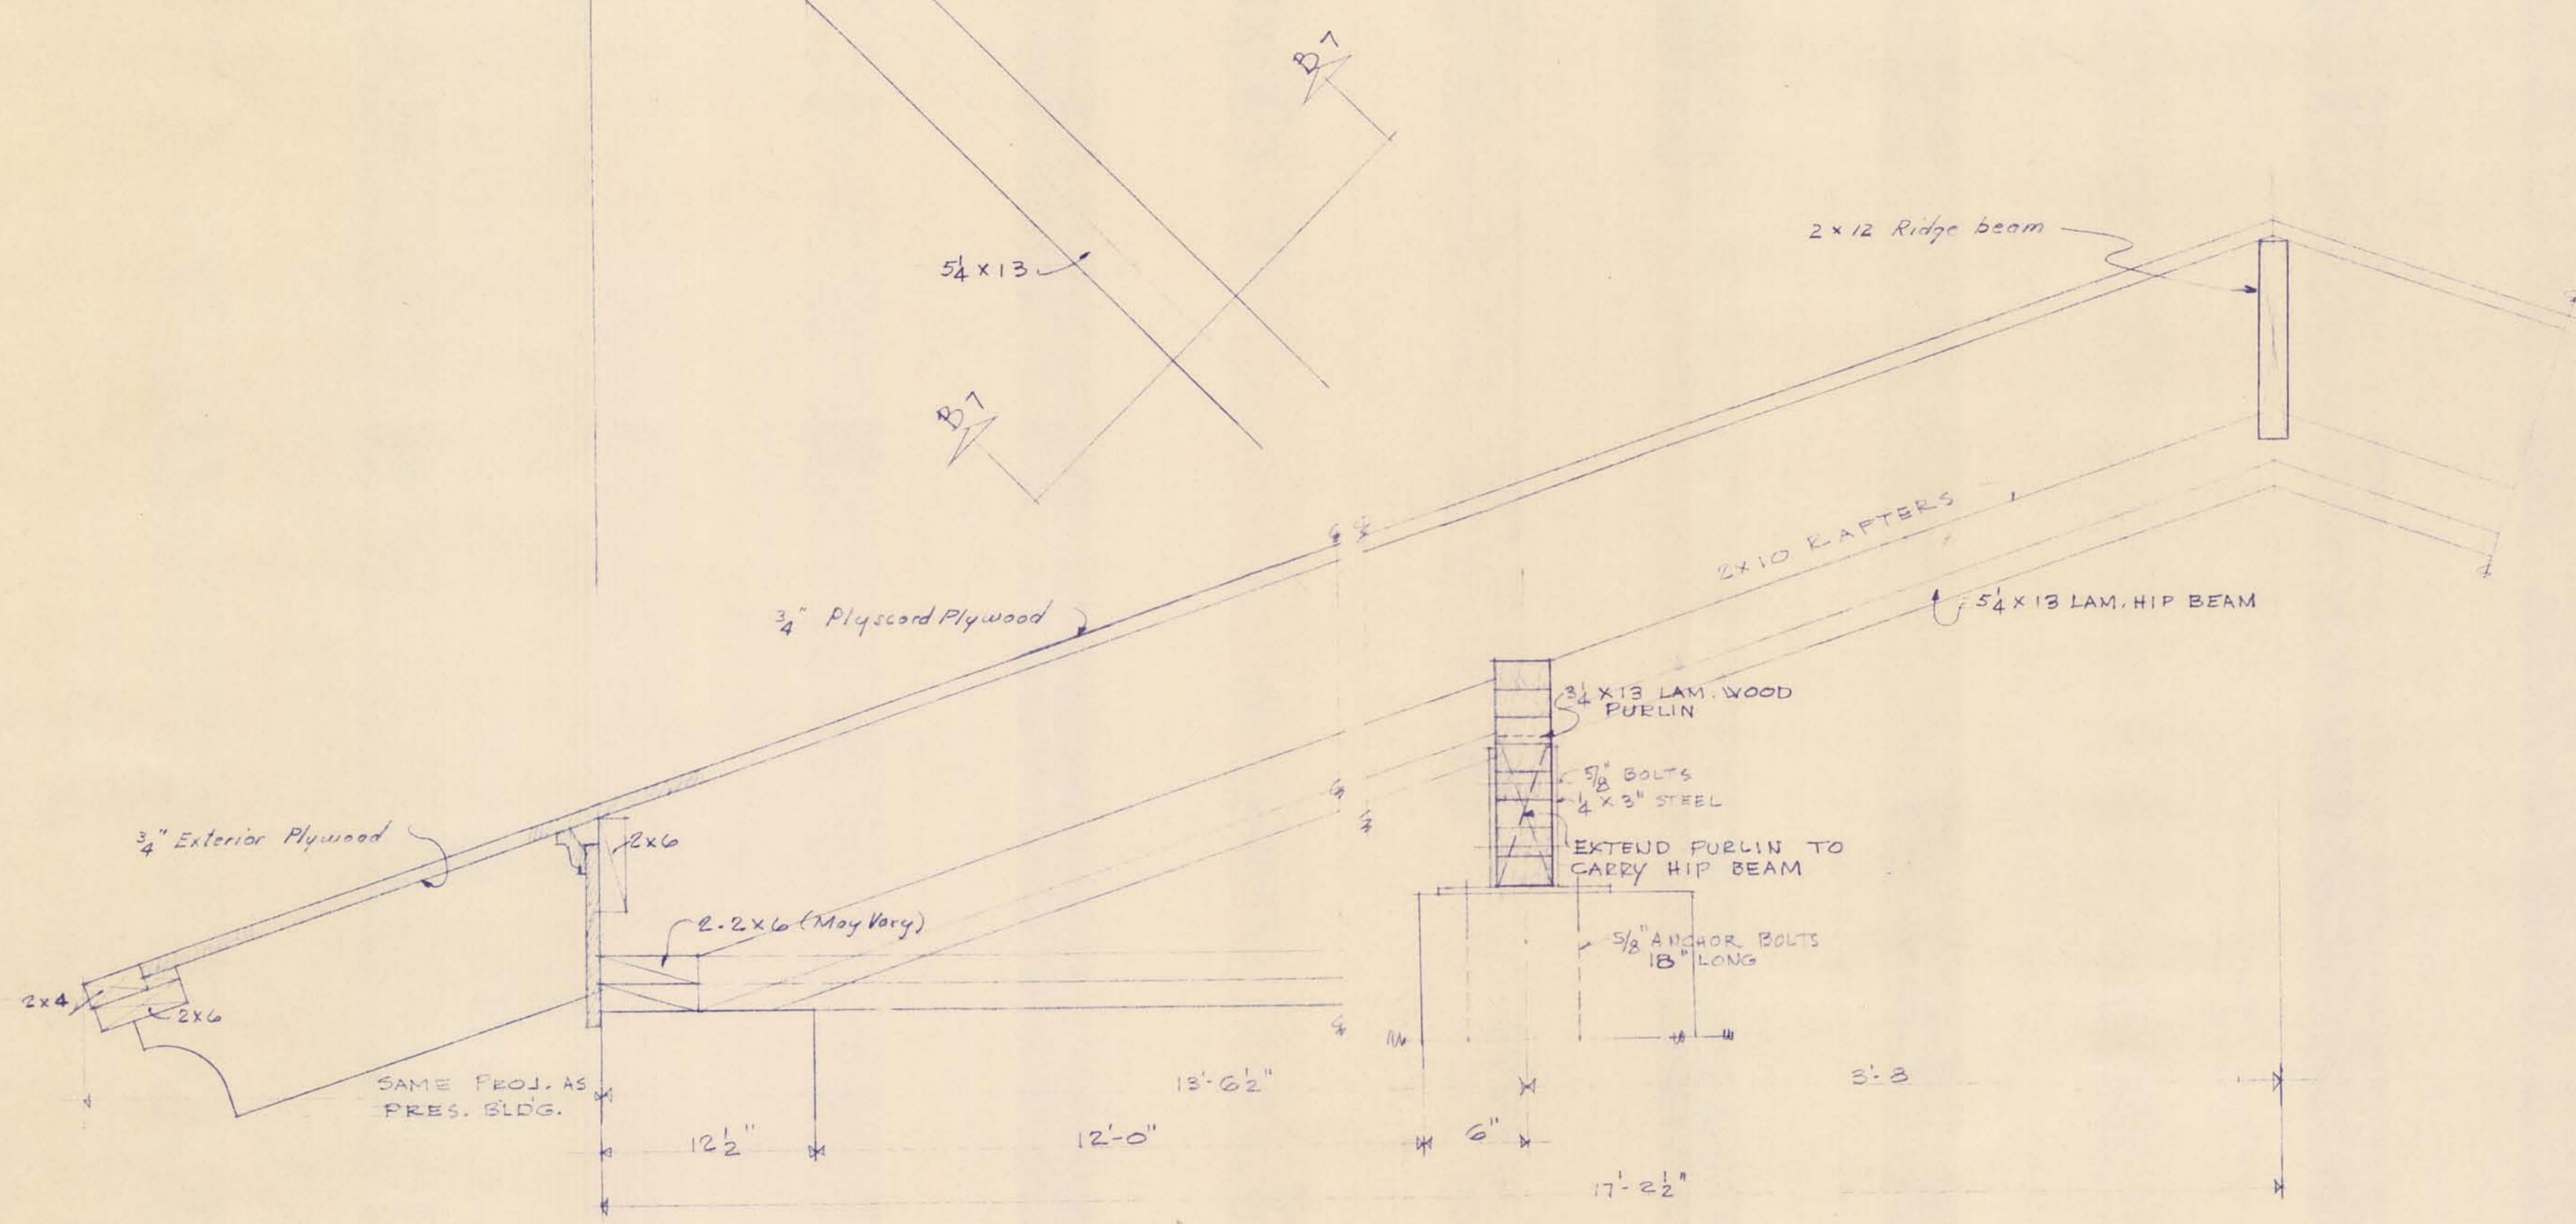 B7
2 x 12 Ridge beam
5¼ x 13
B7
2x10 RAFTERS
¾" Plyscord Plywood
5¼ x 13 LAM. HIP BEAM
3¼ x 13 LAM. WOOD
PURLIN
5/8" BOLTS
¼ x 3" STEEL
¾" Exterior Plywood
2x6
EXTEND PURLIN TO
CARRY HIP BEAM
2-2x6 (May Vary)
5/8" ANCHOR BOLTS
18" LONG
2x4
2x6
SAME PROJ. AS
PRES. BLDG.
13'-6½"
3'-8
12½"
12'-0"
6"
17'-2½"